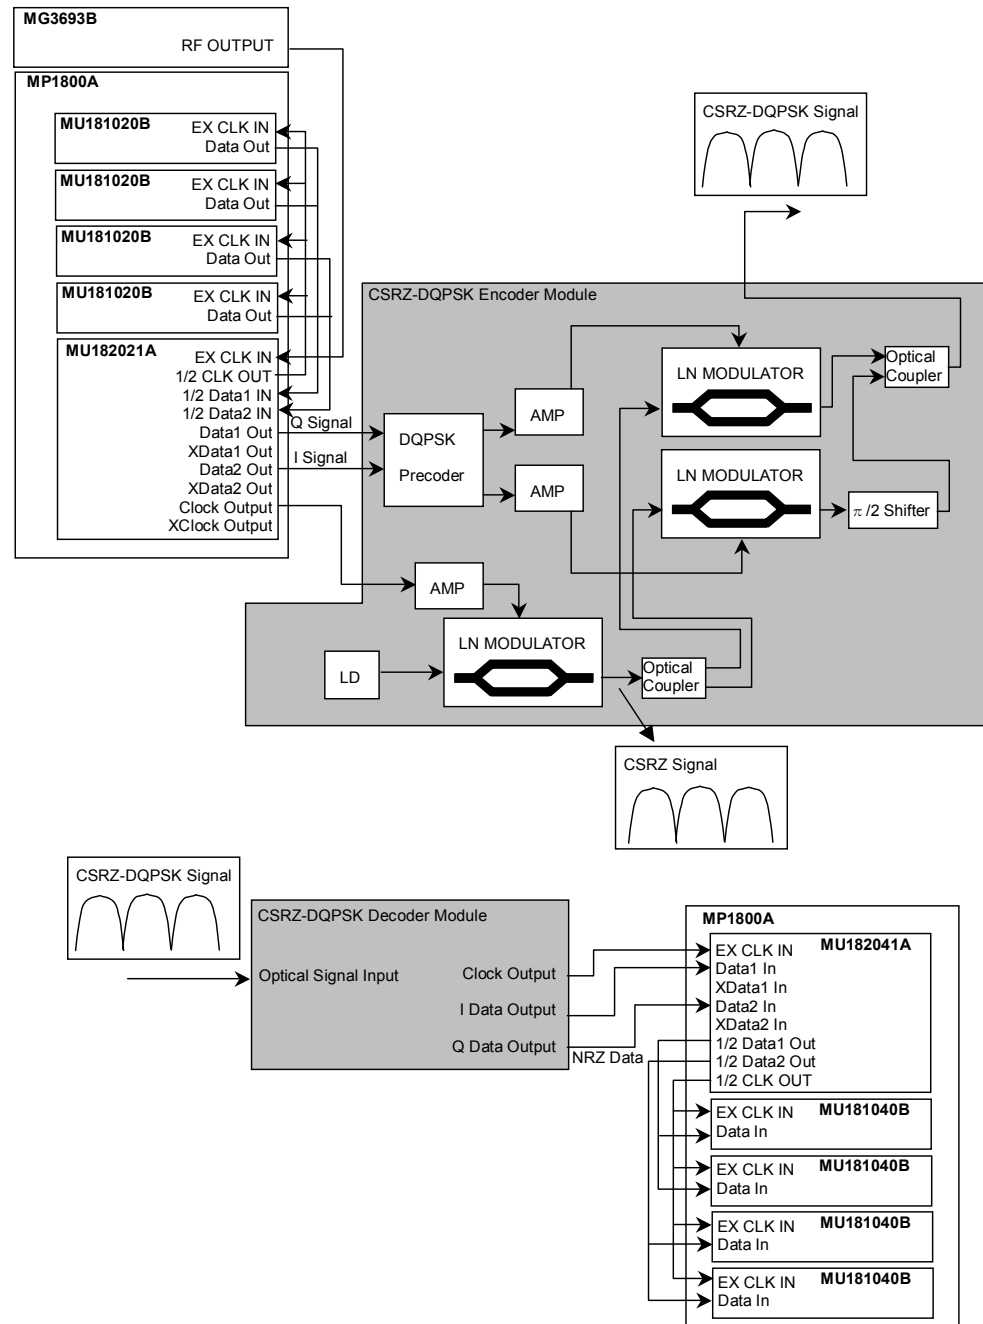 MG3693B
RF OUTPUT
MP1800A
MU181020B
EX CLK IN
Data Out
MU181020B
EX CLK IN
Data Out
MU181020B
EX CLK IN
Data Out
MU181020B
EX CLK IN
Data Out
MU182021A
EX CLK IN
1/2 CLK OUT
1/2 Data1 IN
1/2 Data2 IN
Data1 Out
XData1 Out
Data2 Out
XData2 Out
Clock Output
XClock Output
Q Signal
I Signal
CSRZ-DQPSK Signal
CSRZ-DQPSK Encoder Module
DQPSK
Precoder
AMP
AMP
LN MODULATOR
LN MODULATOR
Optical
Coupler
π /2 Shifter
AMP
LD
LN MODULATOR
Optical
Coupler
CSRZ Signal
CSRZ-DQPSK Signal
CSRZ-DQPSK Decoder Module
Optical Signal Input
Clock Output
I Data Output
Q Data Output
NRZ Data
MP1800A
MU182041A
EX CLK IN
Data1 In
XData1 In
Data2 In
XData2 In
1/2 Data1 Out
1/2 Data2 Out
1/2 CLK OUT
EX CLK IN MU181040B
Data In
EX CLK IN MU181040B
Data In
EX CLK IN MU181040B
Data In
EX CLK IN MU181040B
Data In